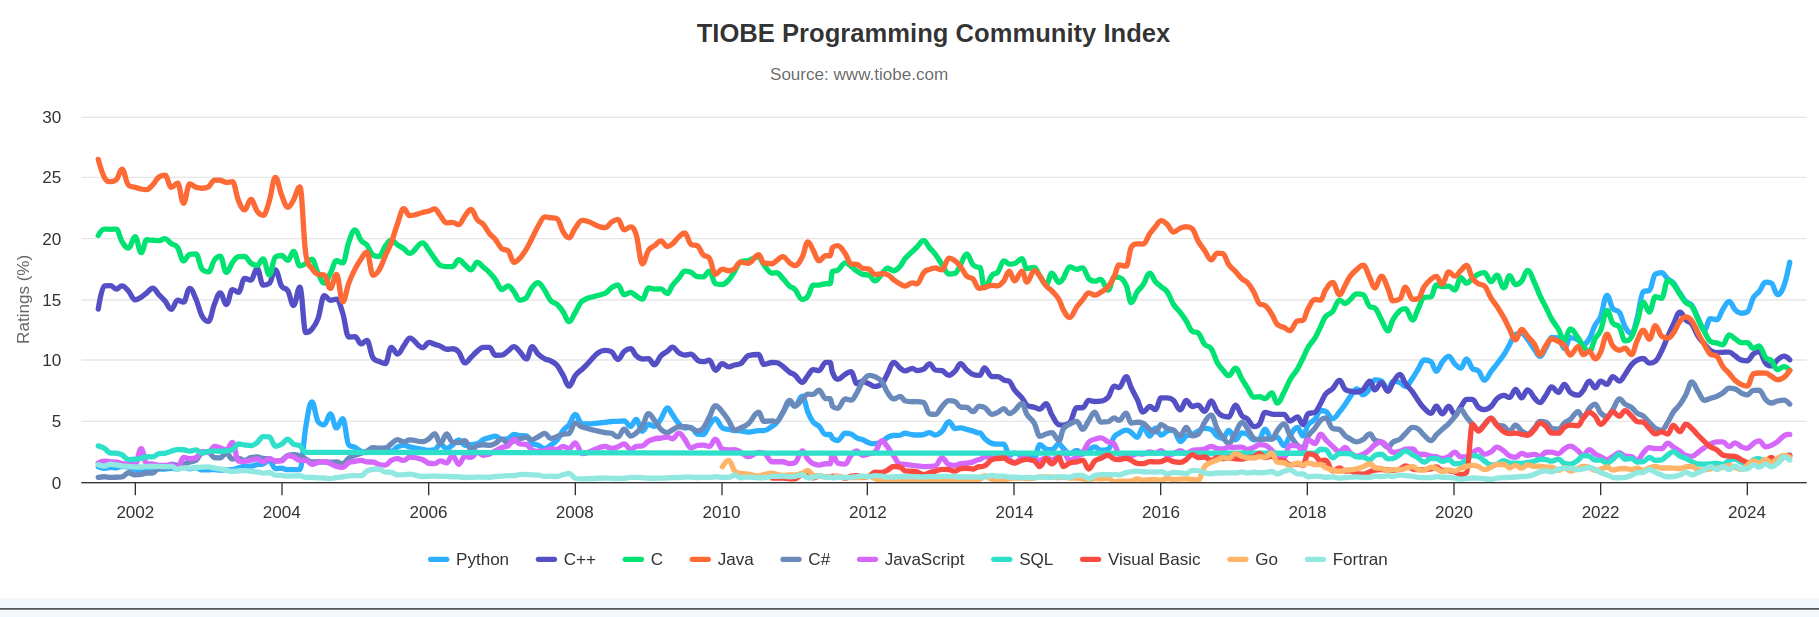 TIOBE Programming Community Index
Source: www.tiobe.com
Ratings (%)
30
25
20
15
10
5
0
2002 2004 2006 2008 2010 2012 2014 2016 2018 2020 2022 2024
Python C++ C Java C# JavaScript SQL Visual Basic Go Fortran